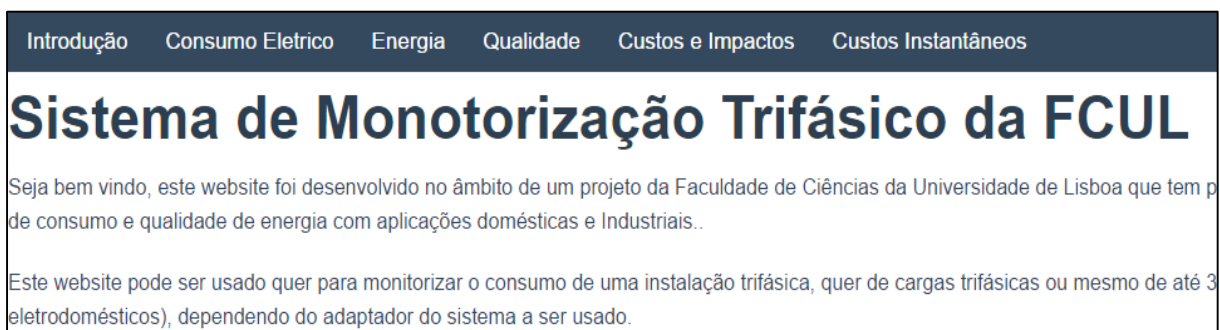 Introdução Consumo Eletrico Energia Qualidade Custos e Impactos Custos Instantâneos
Sistema de Monotorização Trifásico da FCUL
Seja bem vindo, este website foi desenvolvido no âmbito de um projeto da Faculdade de Ciências da Universidade de Lisboa que tem p
de consumo e qualidade de energia com aplicações domésticas e Industriais..
Este website pode ser usado quer para monitorizar o consumo de uma instalação trifásica, quer de cargas trifásicas ou mesmo de até 3
eletrodomésticos), dependendo do adaptador do sistema a ser usado.